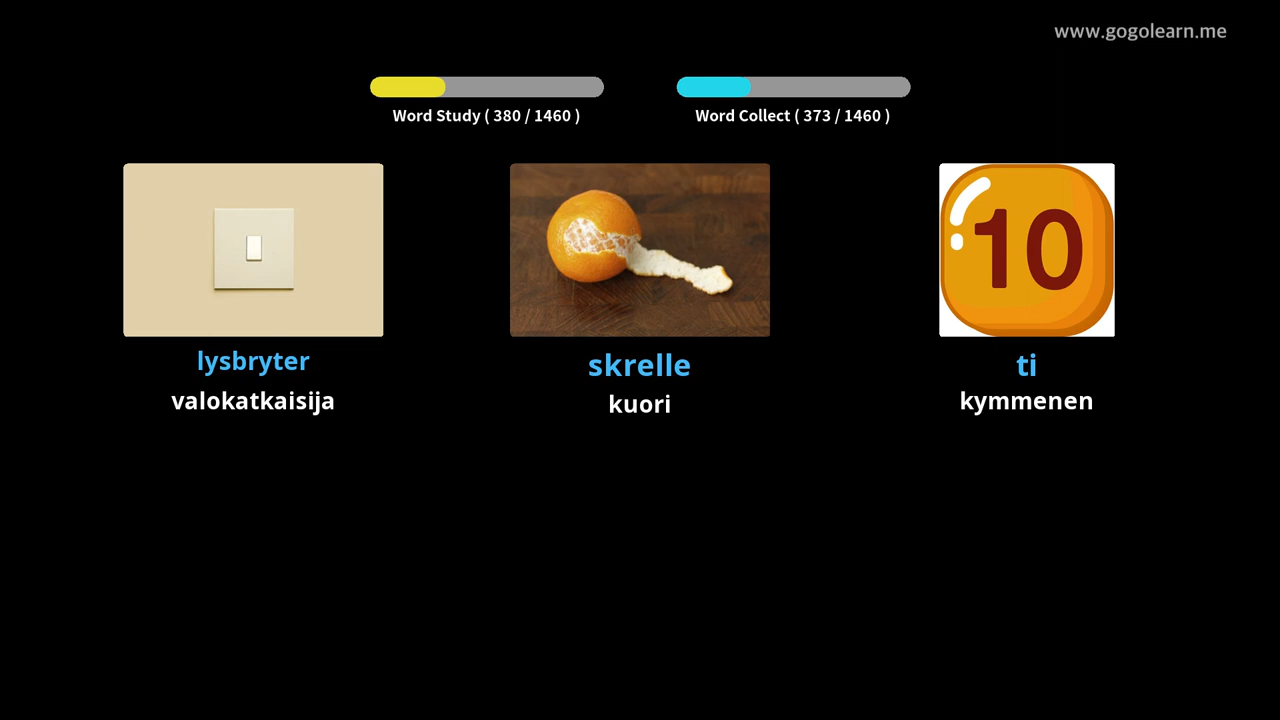 www.gogolearn.me
Word Study ( 380 / 1460 )
Word Collect ( 373 / 1460 )
10
lysbryter
skrelle
ti
valokatkaisija
kuori
kymmenen